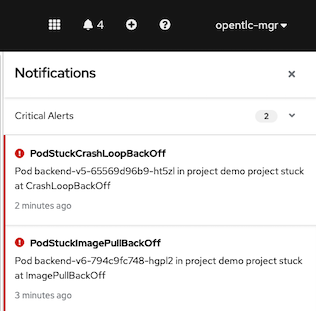 4
opentlc-mgr
Notifications
Critical Alerts 2
PodStuckCrashLoopBackOff
Pod backend-v5-65569d96b9-ht5zl in project demo project stuck
at CrashLoopBackOff
2 minutes ago
PodStuckImagePullBackOff
Pod backend-v6-794c9fc748-hgpl2 in project demo project stuck
at ImagePullBackOff
3 minutes ago